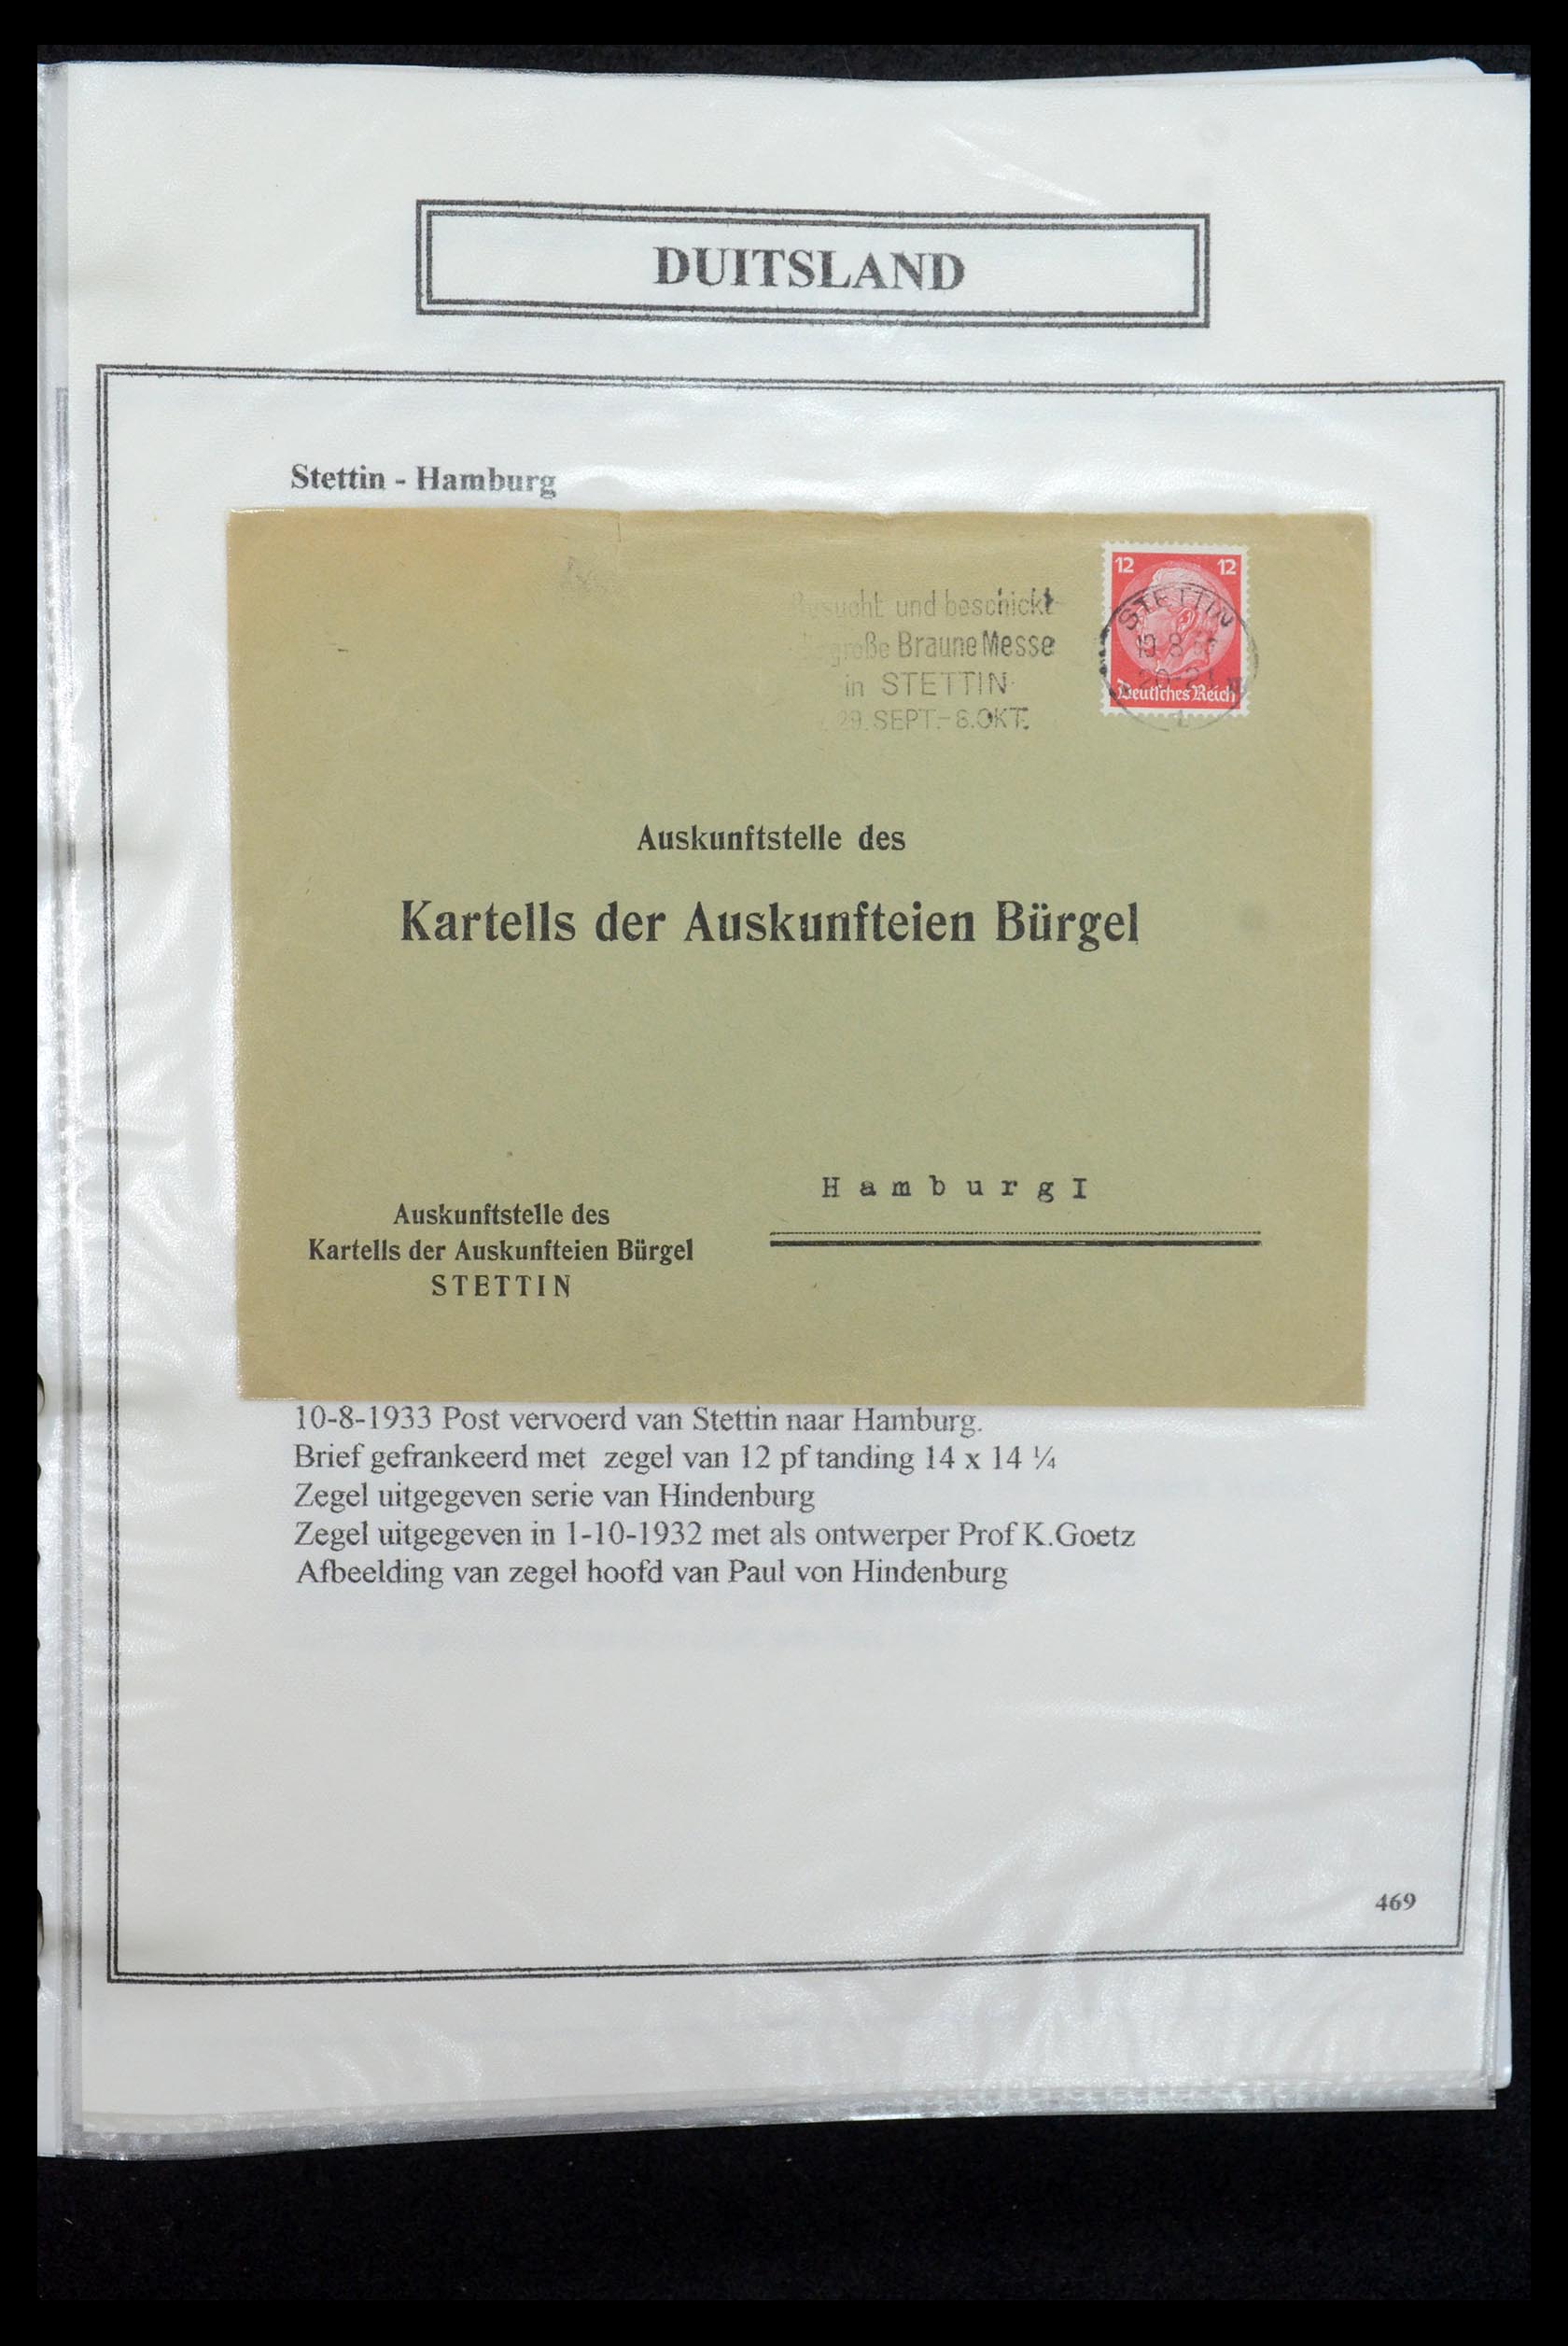 DUITSLAND
Stettin - Hamburg
12 12
Besucht und beschickt
große Braune Messe
in STETTIN
29. SEPT.- 8. OKT.
STETTIN
20-21
Deutsches Reich
Auskunftstelle des
Kartells der Auskunfteien Bürgel
Hamburg I
Auskunftstelle des
Kartells der Auskunfteien Bürgel
STETTIN
10-8-1933 Post vervoerd van Stettin naar Hamburg.
Brief gefrankeerd met zegel van 12 pf tanding 14 x 14 ¼
Zegel uitgegeven serie van Hindenburg
Zegel uitgegeven in 1-10-1932 met als ontwerper Prof K.Goetz
Afbeelding van zegel hoofd van Paul von Hindenburg
469